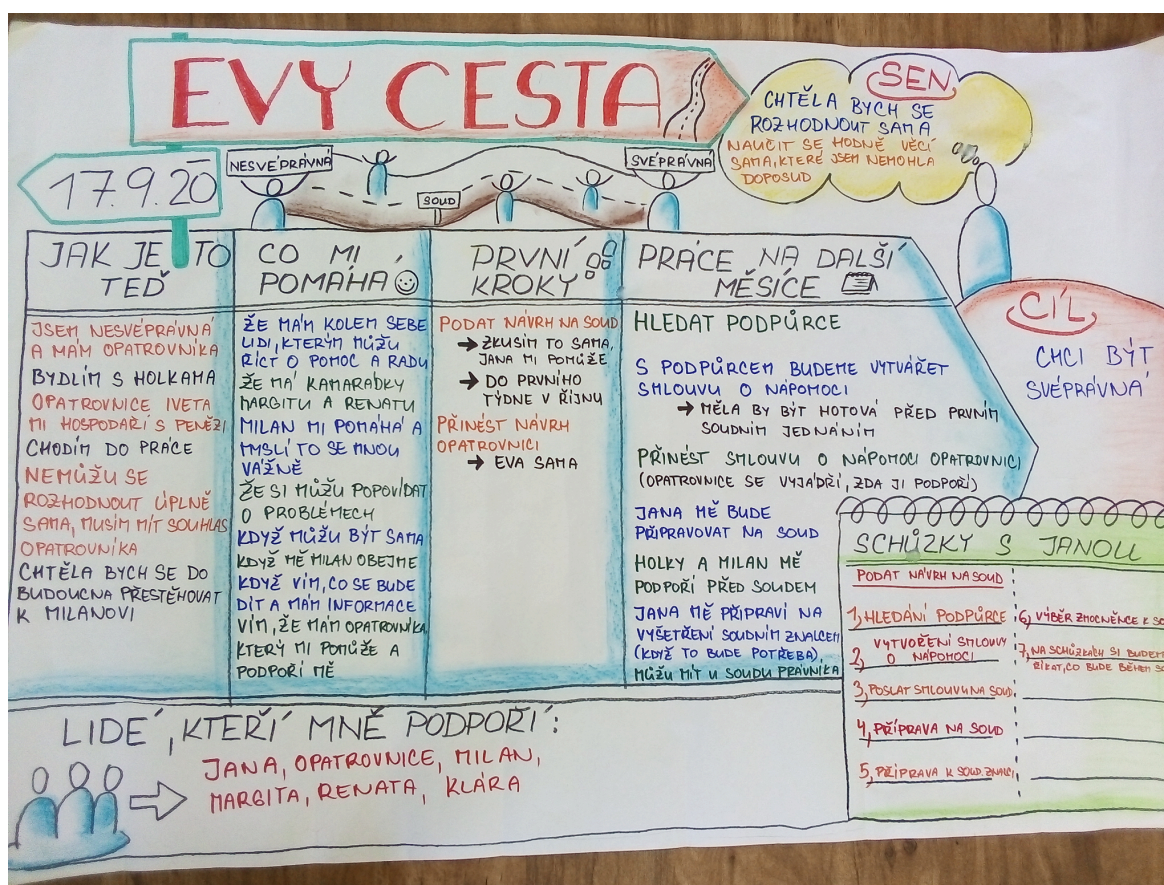 EVY CESTA
SEN
CHTĚLA BYCH SE
ROZHODNOUT SAMA
NAUČIT SE HODNĚ VĚCÍ
SAMA, KTERÉ JSEM NEMOHLA
DOPOSUD
17.9.20
NESVÉPRÁVNÁ
SOUD
SVÉPRÁVNÁ
JAK JE TO
TEĎ
JSEM NESVÉPRÁVNÁ
A MÁM OPATROVNÍKA
BYDLÍM S HOLKAMA
OPATROVNICE IVETA
MI HOSPODAŘÍ S PENĚZI
CHODÍM DO PRÁCE
NEMŮŽU SE
ROZHODNOUT ÚPLNĚ
SAMA, MUSÍM MÍT SOUHLAS
OPATROVNÍKA
CHTĚLA BYCH SE DO
BUDOUCNA PŘESTĚHOVAT
K MILANOVI
CO MI
POMÁHÁ
ŽE MÁM KOLEM SEBE
LIDI, KTERÝM MŮŽU
ŘÍCT O POMOC A RADU
ŽE MÁ KAMARÁDKY
MARGITU A RENATU
MILAN MI POMÁHÁ A
MYSLÍ TO SE MNOU
VÁŽNĚ
ŽE SI MŮŽU POPOVÍDAT
O PROBLÉMECH
KDYŽ MŮŽU BÝT SAMA
KDYŽ MĚ MILAN OBEJME
KDYŽ VÍM, CO SE BUDE
DÍT A MÁM INFORMACE
VÍM, ŽE MÁM OPATROVNÍKA
KTERÝ MI POMŮŽE A
PODPOŘÍ MĚ
PRVNÍ
KROKY
PODAT NÁVRH NA SOUD
→ ZKUSÍM TO SAMA,
JANA MI POMŮŽE
→ DO PRVNÍHO
TÝDNE V ŘÍJNU
PŘINÉST NÁVRH
OPATROVNICI
→ EVA SAMA
PRÁCE NA DALŠÍ
MĚSÍCE
HLEDAT PODPŮRCE
S PODPŮRCEM BUDEME VYTVÁŘET
SMLOUVU O NÁPOMOCI
→ MĚLA BY BÝT HOTOVÁ PŘED PRVNÍM
SOUDNÍM JEDNÁNÍM
PŘINÉST SMLOUVU O NÁPOMOCI OPATROVNICI
(OPATROVNICE SE VYJÁDŘÍ, ZDA JI PODPOŘÍ)
JANA MĚ BUDE
PŘIPRAVOVAT NA SOUD
HOLKY A MILAN MĚ
PODPOŘÍ PŘED SOUDEM
JANA MĚ PŘIPRAVÍ NA
VYŠETŘENÍ SOUDNÍM ZNALCEM
(KDYŽ TO BUDE POTŘEBA)
MŮŽU MÍT U SOUDU PRÁVNÍKA
CÍL
CHCI BÝT
SVÉPRÁVNÁ
SCHŮZKY S JANOU
PODAT NÁVRH NA SOUD
1, HLEDÁNÍ PODPŮRCE
2, VYTVOŘENÍ SMLOUVY
O NÁPOMOCI
3, POSLAT SMLOUVU NA SOUD
4, PŘÍPRAVA NA SOUD
5, PŘÍPRAVA K SOUD. ZNALCI
6, VÝBĚR ZMOCNĚNCE K
7, NA SCHŮZKÁCH SI BUDEM
ŘÍKAT, CO BUDE BĚHEM
LIDÉ, KTEŘÍ MNĚ PODPOŘÍ:
JANA, OPATROVNICE, MILAN,
MARGITA, RENATA, KLÁRA